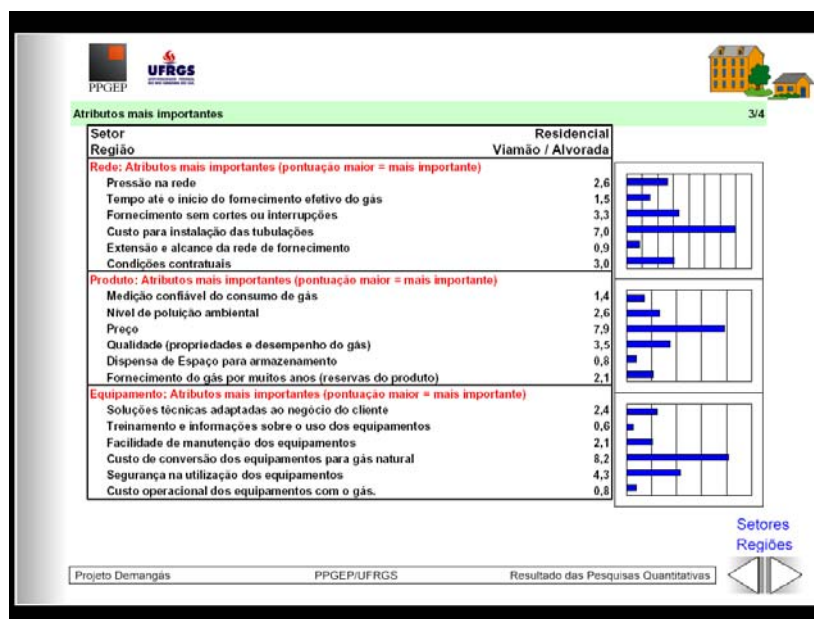 PPGEP
UFRGS
Atributos mais importantes 3/4
Setor Residencial
Região Viamão / Alvorada
Rede: Atributos mais importantes (pontuação maior = mais importante)
Pressão na rede 2,6
Tempo até o início do fornecimento efetivo do gás 1,5
Fornecimento sem cortes ou interrupções 3,3
Custo para instalação das tubulações 7,0
Extensão e alcance da rede de fornecimento 0,9
Condições contratuais 3,0
Produto: Atributos mais importantes (pontuação maior = mais importante)
Medição confiável do consumo de gás 1,4
Nível de poluição ambiental 2,6
Preço 7,9
Qualidade (propriedades e desempenho do gás) 3,5
Dispensa de Espaço para armazenamento 0,8
Fornecimento do gás por muitos anos (reservas do produto) 2,1
Equipamento: Atributos mais importantes (pontuação maior = mais importante)
Soluções técnicas adaptadas ao negócio do cliente 2,4
Treinamento e informações sobre o uso dos equipamentos 0,6
Facilidade de manutenção dos equipamentos 2,1
Custo de conversão dos equipamentos para gás natural 8,2
Segurança na utilização dos equipamentos 4,3
Custo operacional dos equipamentos com o gás. 0,8
Setores
Regiões
Projeto Demangás PPGEP/UFRGS Resultado das Pesquisas Quantitativas